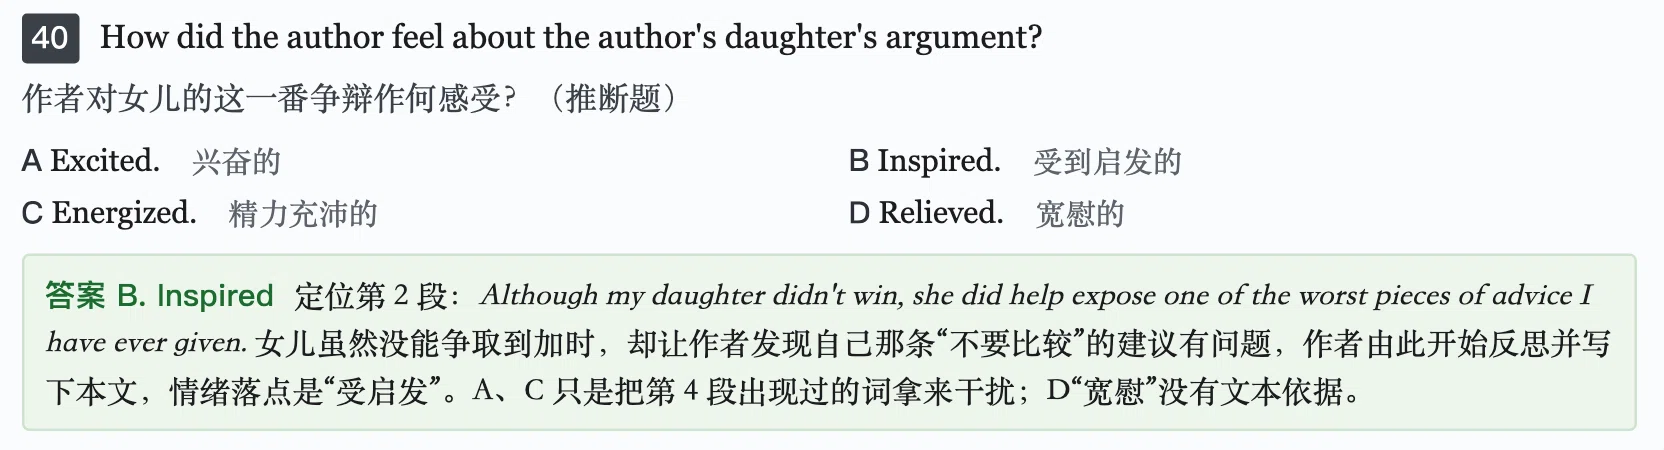 40 How did the author feel about the author's daughter's argument?
作者对女儿的这一番争辩作何感受？（推断题）
A Excited. 兴奋的 B Inspired. 受到启发的
C Energized. 精力充沛的 D Relieved. 宽慰的
答案 B. Inspired 定位第 2 段：Although my daughter didn't win, she did help expose one of the worst pieces of advice I
have ever given. 女儿虽然没能争取到加时，却让作者发现自己那条“不要比较”的建议有问题，作者由此开始反思并写
下本文，情绪落点是“受启发”。A、C 只是把第 4 段出现过的词拿来干扰；D“宽慰”没有文本依据。